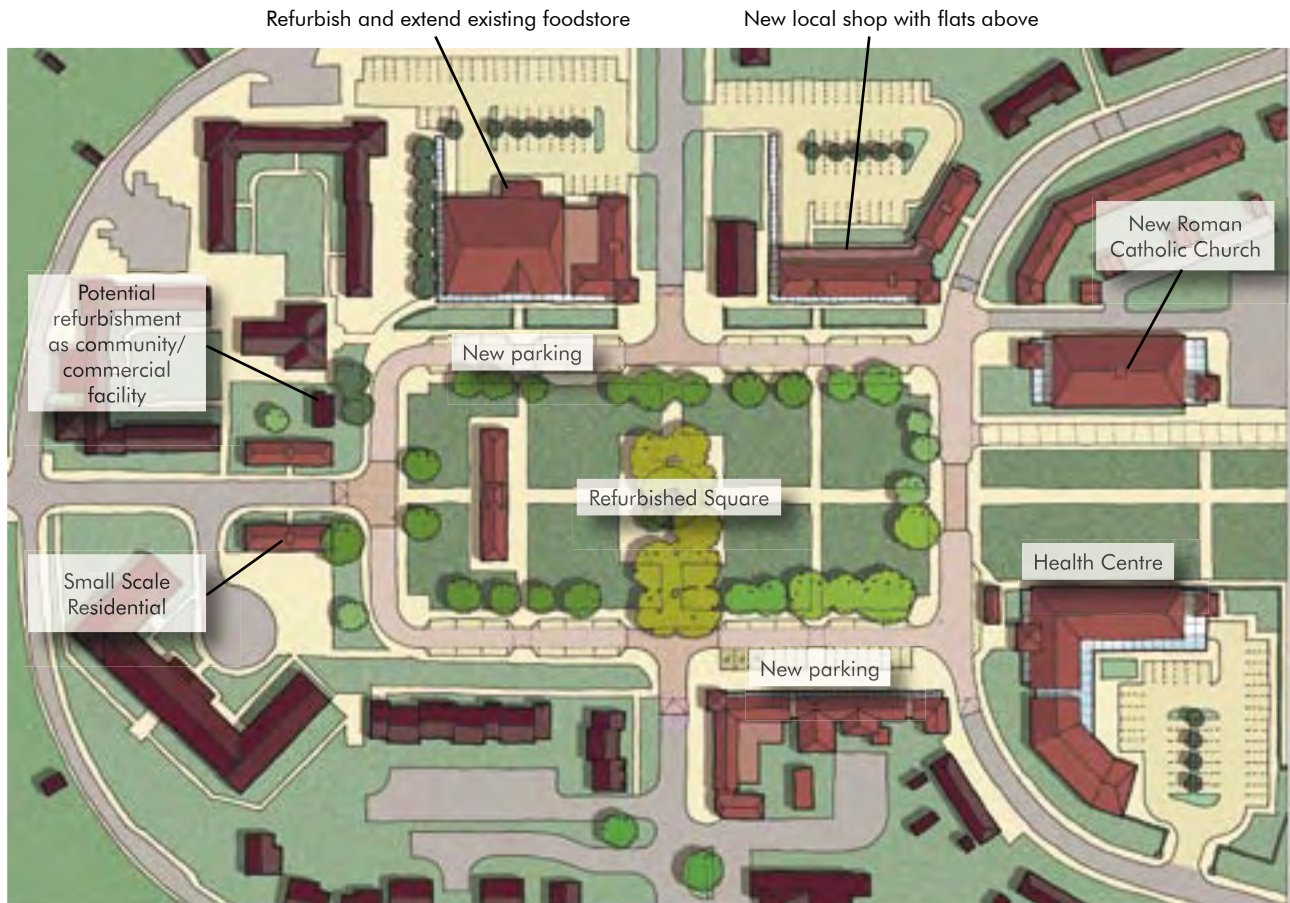 Refurbish and extend existing foodstore
New local shop with flats above
New Roman
Catholic Church
Potential
refurbishment
as community/
commercial
facility
New parking
Refurbished Square
Health Centre
Small Scale
Residential
New parking